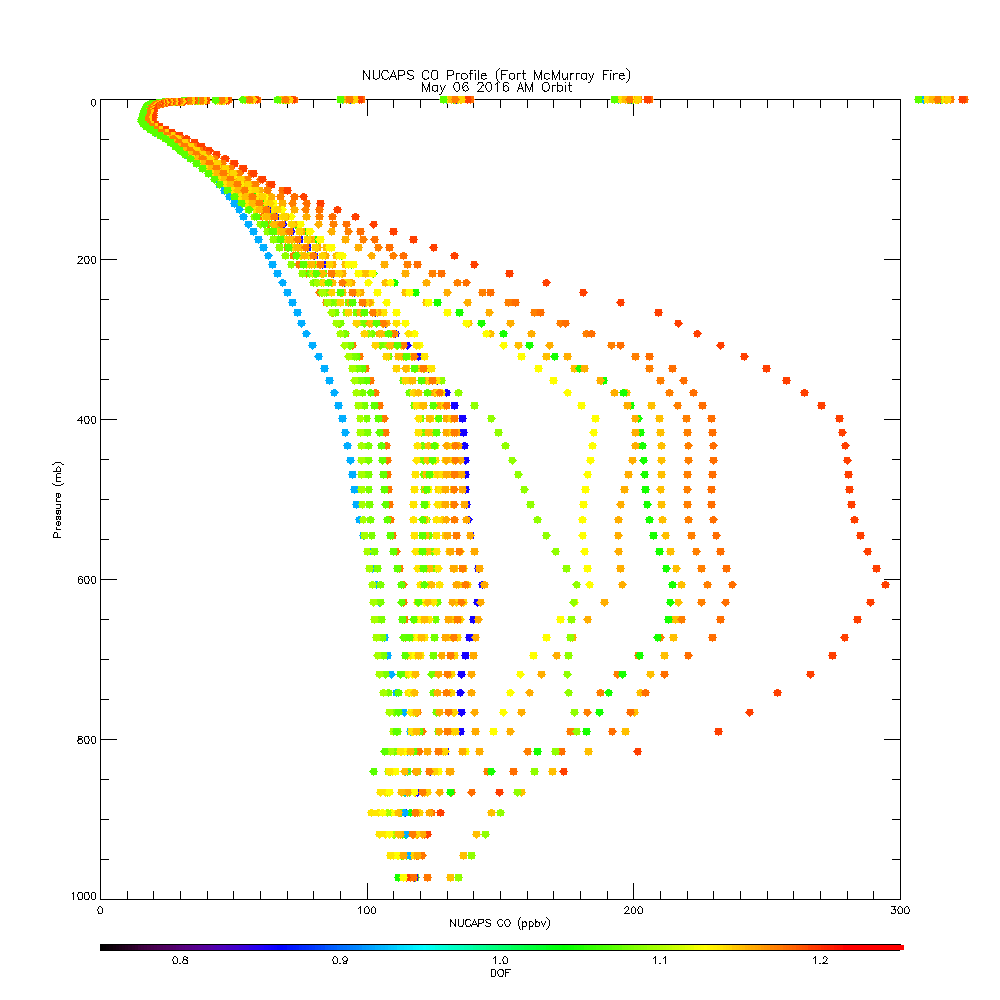 NUCAPS CO Profile (Fort McMurray Fire)
May 06 2016 AM Orbit
0
200
400
600
800
1000
Pressure (mb)
0 100 200 300
NUCAPS CO (ppbv)
0.8 0.9 1.0 1.1 1.2
DOF